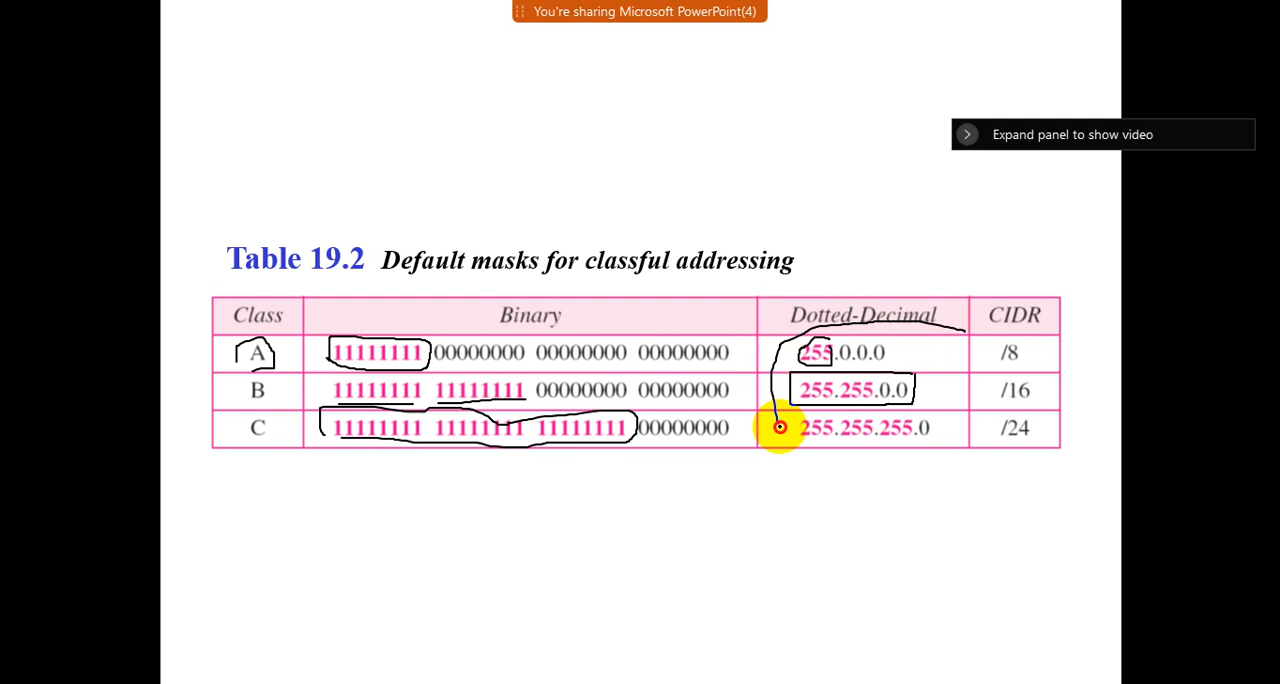 You're sharing Microsoft PowerPoint(4)
Expand panel to show video
Table 19.2 Default masks for classful addressing
Class Binary Dotted-Decimal CIDR
A 11111111 00000000 00000000 00000000 255.0.0.0 /8
B 11111111 11111111 00000000 00000000 255.255.0.0 /16
C 11111111 11111111 11111111 00000000 255.255.255.0 /24